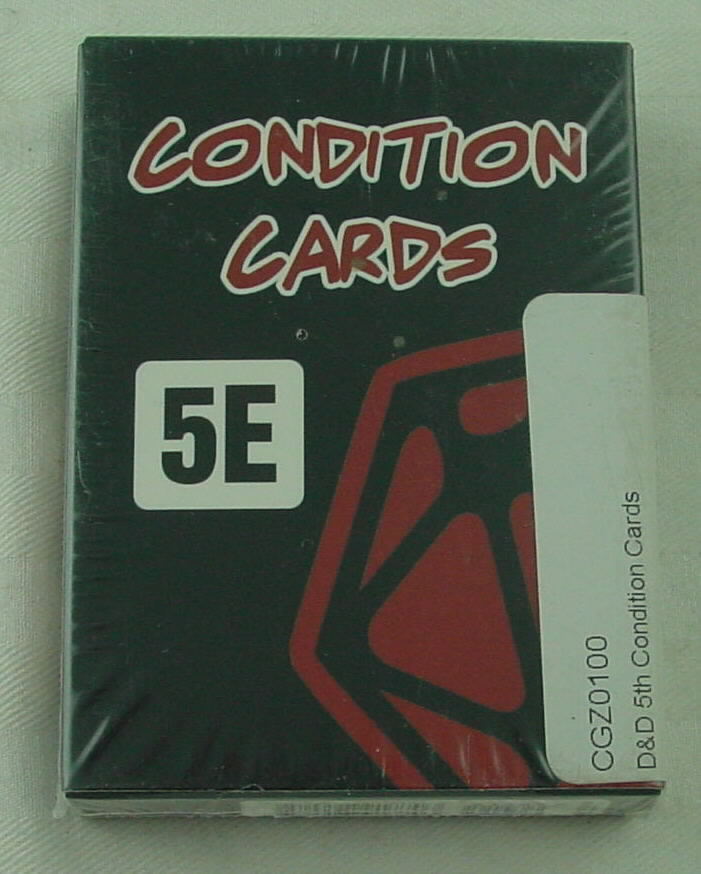 CONDITION
CARDS
5E
CGZ0100
D&D 5th Condition Cards